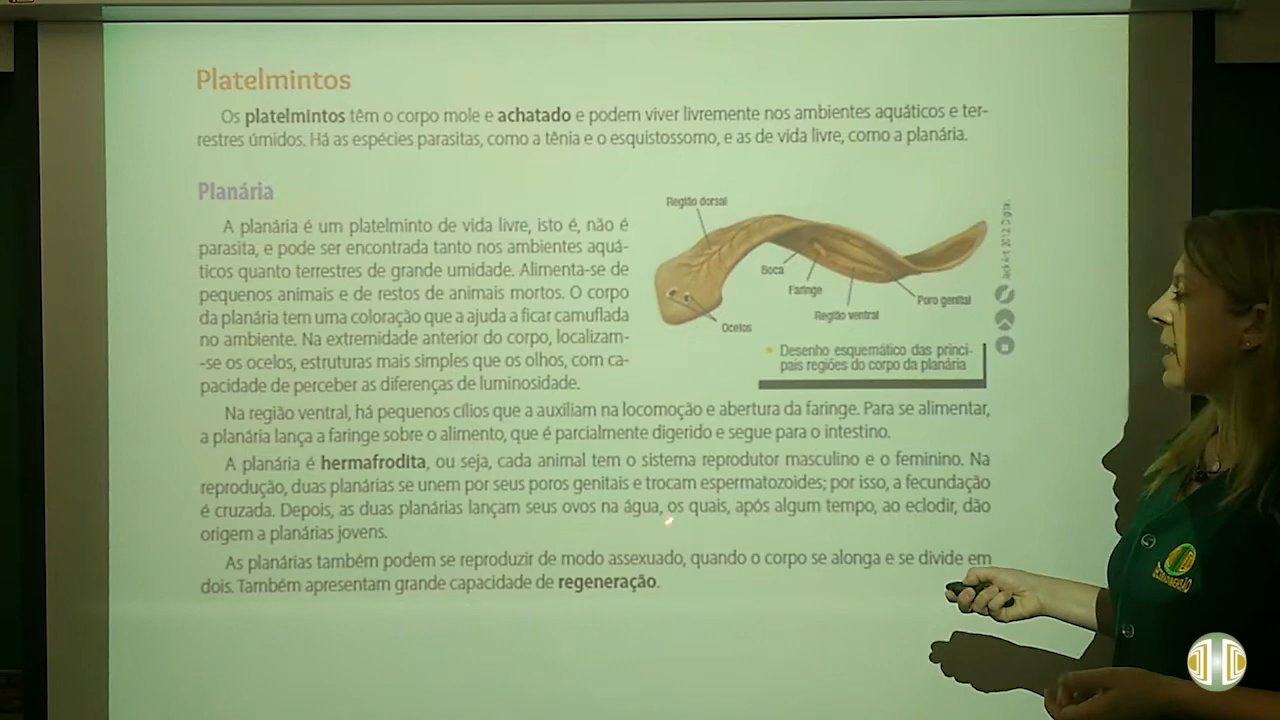 Platelmintos
Os platelmintos têm o corpo mole e achatado e podem viver livremente nos ambientes aquáticos e ter-
restres úmidos. Há as espécies parasitas, como a tênia e o esquistossomo, e as de vida livre, como a planária.
Planária
A planária é um platelminto de vida livre, isto é, não é
parasita, e pode ser encontrada tanto nos ambientes aquá-
ticos quanto terrestres de grande umidade. Alimenta-se de
pequenos animais e de restos de animais mortos. O corpo
da planária tem uma coloração que a ajuda a ficar camuflada
no ambiente. Na extremidade anterior do corpo, localizam-
-se os ocelos, estruturas mais simples que os olhos, com ca-
pacidade de perceber as diferenças de luminosidade.
Região dorsal
Boca
Faringe
Região ventral
Poro genital
Ocelos
Desenho esquemático das princi-
pais regiões do corpo da planária
Na região ventral, há pequenos cílios que a auxiliam na locomoção e abertura da faringe. Para se alimentar,
a planária lança a faringe sobre o alimento, que é parcialmente digerido e segue para o intestino.
A planária é hermafrodita, ou seja, cada animal tem o sistema reprodutor masculino e o feminino. Na
reprodução, duas planárias se unem por seus poros genitais e trocam espermatozoides; por isso, a fecundação
é cruzada. Depois, as duas planárias lançam seus ovos na água, os quais, após algum tempo, ao eclodir, dão
origem a planárias jovens.
As planárias também podem se reproduzir de modo assexuado, quando o corpo se alonga e se divide em
dois. Também apresentam grande capacidade de regeneração.